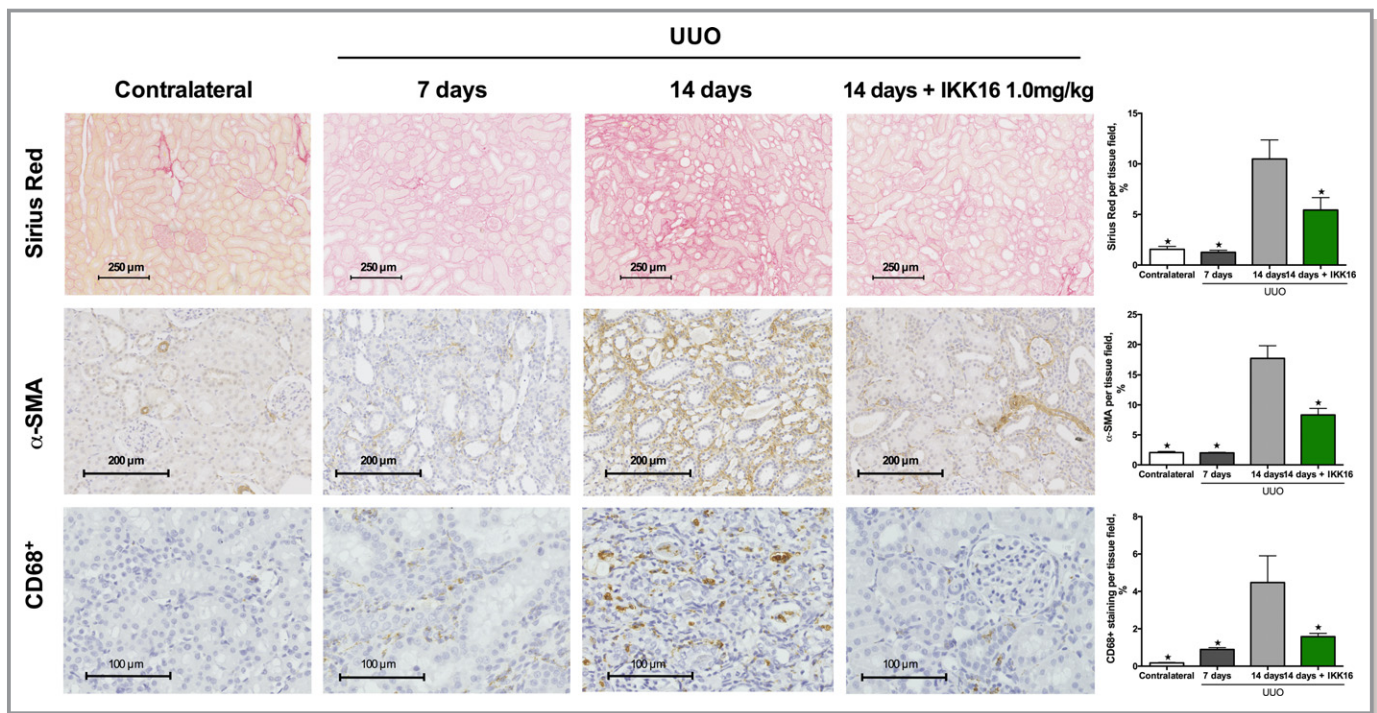 UUO
Contralateral
7 days
14 days
14 days + IKK16 1.0mg/kg
Sirius Red
250 µm
250 µm
250 µm
250 µm
Sirius Red per tissue field,
%
15
10
5
0
★
★
★
Contralateral
7 days
14 days
14 days + IKK16
UUO
α-SMA
200 µm
200 µm
200 µm
200 µm
α-SMA per tissue field,
%
25
20
15
10
5
0
★
★
★
Contralateral
7 days
14 days
14 days + IKK16
UUO
CD68⁺
100 µm
100 µm
100 µm
100 µm
CD68+ staining per tissue field,
%
8
6
4
2
0
★
★
★
Contralateral
7 days
14 days
14 days + IKK16
UUO